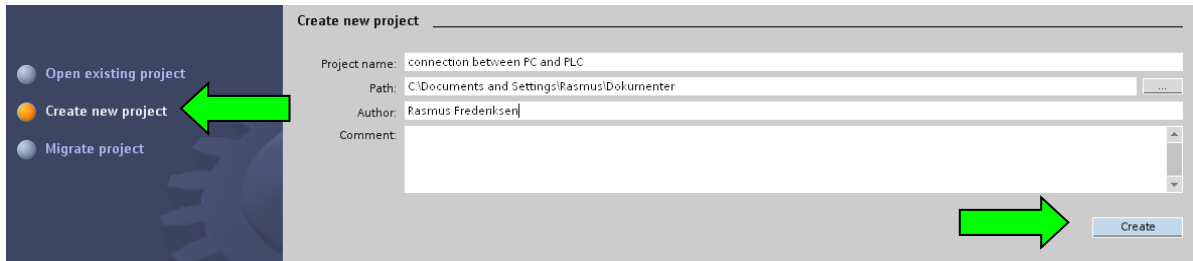 Create new project
Open existing project
Create new project
Migrate project
Project name: connection between PC and PLC
Path: C:\Documents and Settings\Rasmus\Dokumenter ...
Author: Rasmus Frederiksen
Comment:
Create